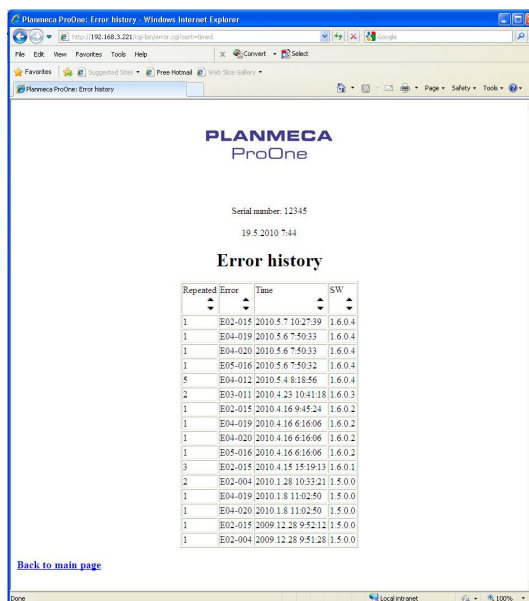 Planmeca ProOne: Error history - Windows Internet Explorer
http://192.168.3.221/cgi-bin/error.cgi?sort=timed
Google
File Edit View Favorites Tools Help
x Convert Select
Favorites Suggested Sites Free Hotmail Web Slice Gallery
Planmeca ProOne: Error history
Page Safety Tools
PLANMECA
ProOne
Serial number: 12345
19.5.2010 7:44
Error history
Repeated Error Time SW
1 E02-015 2010.5.7 10:27:39 1.6.0.4
1 E04-019 2010.5.6 7:50:33 1.6.0.4
1 E04-020 2010.5.6 7:50:33 1.6.0.4
1 E05-016 2010.5.6 7:50:32 1.6.0.4
5 E04-012 2010.5.4 8:18:56 1.6.0.4
2 E03-011 2010.4.23 10:41:18 1.6.0.3
1 E02-015 2010.4.16 9:45:24 1.6.0.2
1 E04-019 2010.4.16 6:16:06 1.6.0.2
1 E04-020 2010.4.16 6:16:06 1.6.0.2
1 E05-016 2010.4.16 6:16:06 1.6.0.2
3 E02-015 2010.4.15 15:19:13 1.6.0.1
2 E02-004 2010.1.28 10:33:21 1.5.0.0
1 E04-019 2010.1.8 11:02:50 1.5.0.0
1 E04-020 2010.1.8 11:02:50 1.5.0.0
1 E02-015 2009.12.28 9:52:12 1.5.0.0
1 E02-004 2009.12.28 9:51:28 1.5.0.0
Back to main page
Done Local intranet 100%